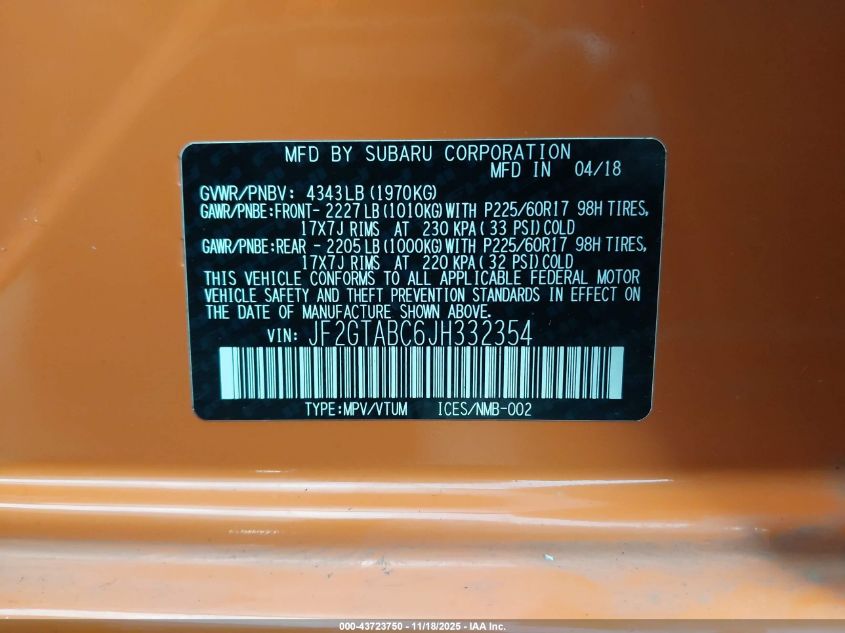 MFD BY SUBARU CORPORATION
MFD IN 04/18
GVWR/PNBV: 4343LB(1970KG)
GAWR/PNBE:FRONT- 2227LB(1010KG)WITH P225/60R17 98H TIRES,
17X7J RIMS AT 230 KPA( 33 PSI)COLD
GAWR/PNBE:REAR - 2205LB(1000KG)WITH P225/60R17 98H TIRES,
17X7J RIMS AT 220 KPA( 32 PSI)COLD
THIS VEHICLE CONFORMS TO ALL APPLICABLE FEDERAL MOTOR
VEHICLE SAFETY AND THEFT PREVENTION STANDARDS IN EFFECT ON
THE DATE OF MANUFACTURE SHOWN ABOVE.
VIN: JF2GTABC6JH332354
TYPE:MPV/VTUM ICES/NMB-002
000-43723750 - 11/18/2025 - IAA Inc.